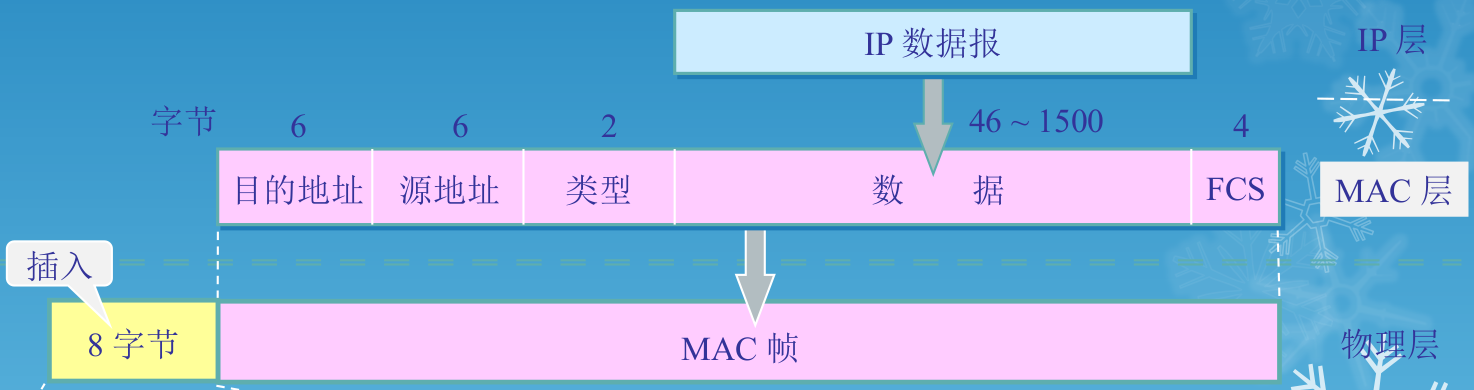 IP 数据报
IP 层
字节 6 6 2 46 ~ 1500 4
目的地址 源地址 类型 数 据 FCS MAC 层
插入
8 字节 MAC 帧 物理层